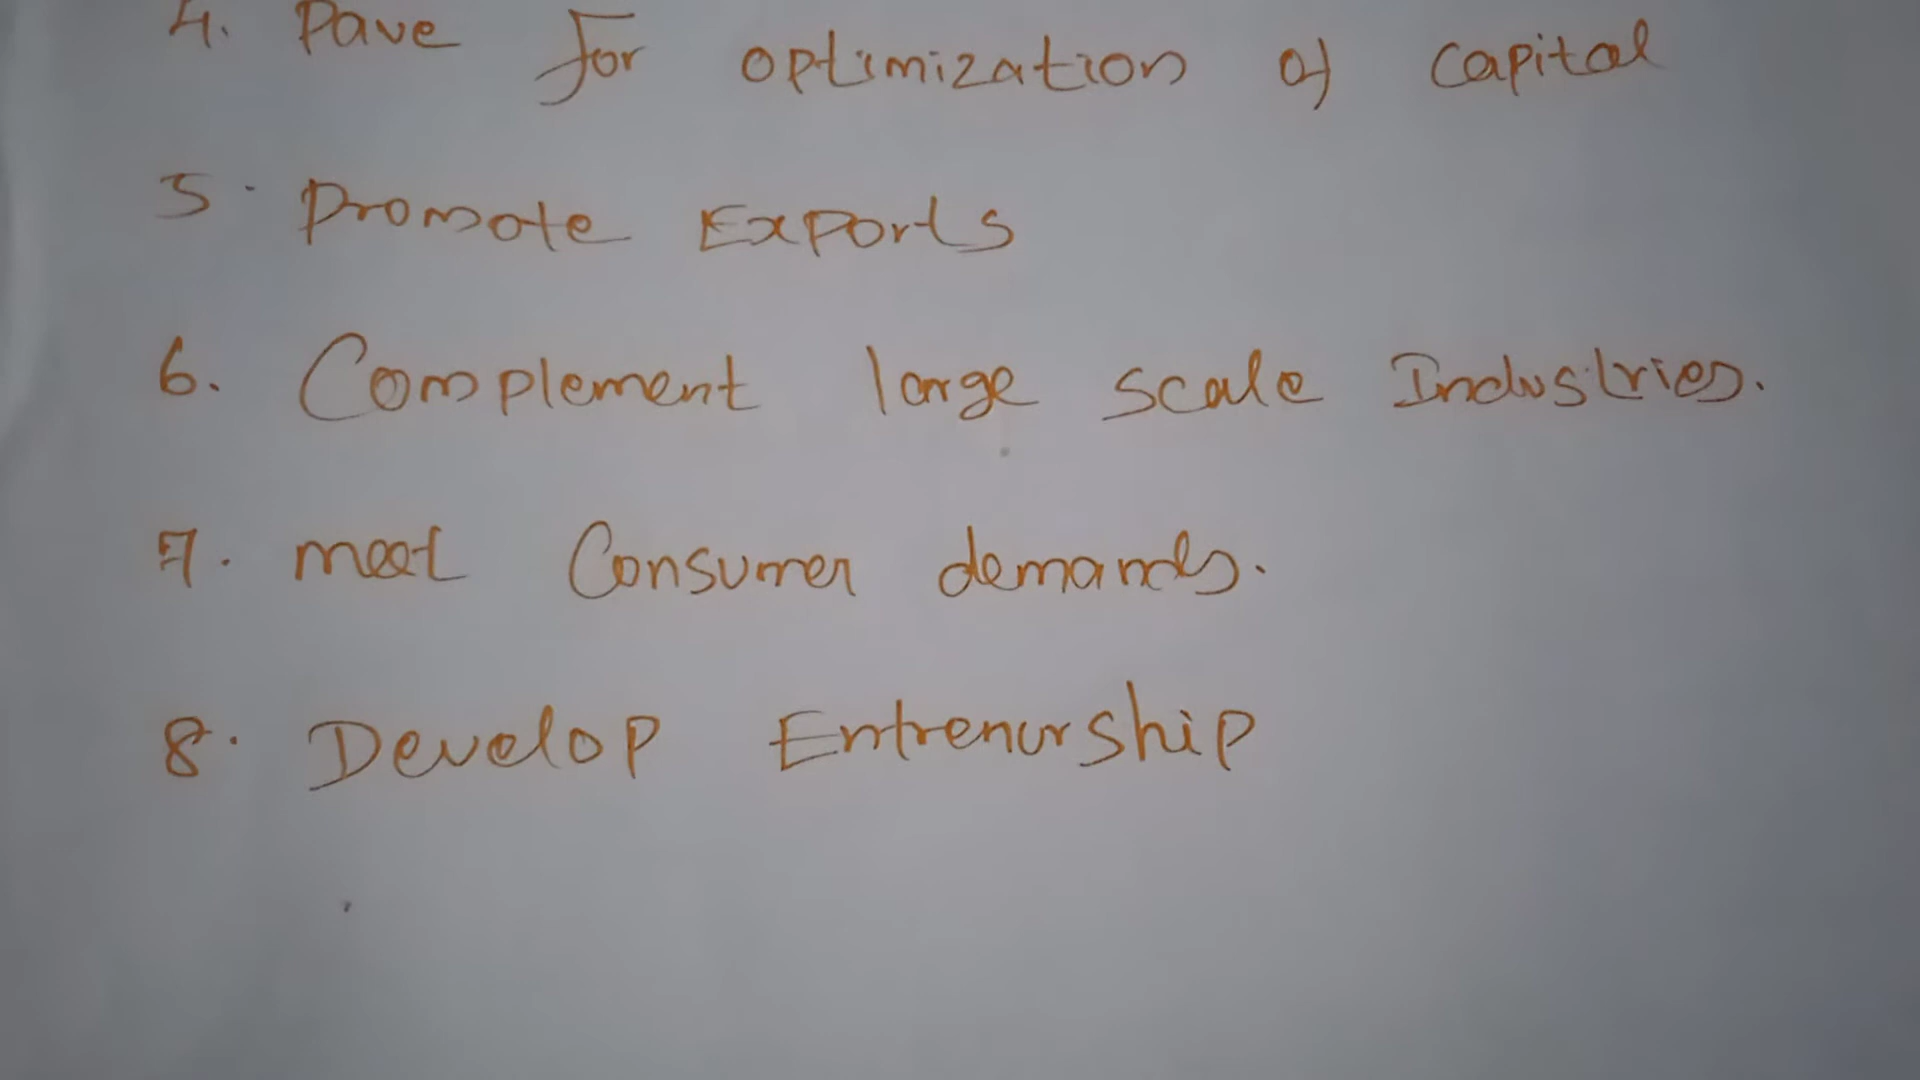 4. Pave for optimization of capital
5. Promote Exports
6. Complement large scale Industries.
7. meet Consumer demands.
8. Develop Entrenurship